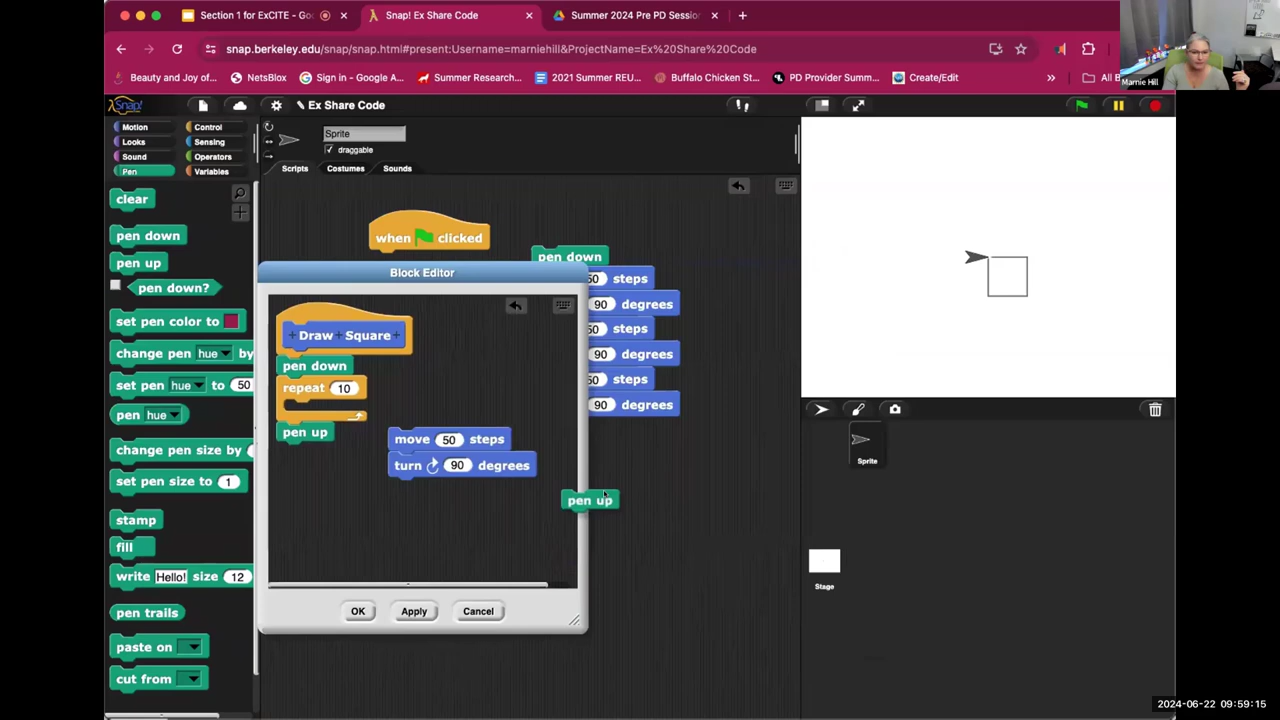 Section 1 for ExCITE - Go
Snap! Ex Share Code
Summer 2024 Pre PD Sessio
snap.berkeley.edu/snap/snap.html#present:Username=marniehill&ProjectName=Ex%20Share%20Code
Beauty and Joy of...
NetsBlox
Sign in - Google A...
Summer Research...
2021 Summer REU...
Buffalo Chicken St...
PD Provider Summ...
Create/Edit
»
All B
Marnie Hill
Snap!
Ex Share Code
Motion
Control
Looks
Sensing
Sound
Operators
Pen
Variables
Sprite
draggable
Scripts
Costumes
Sounds
clear
pen down
pen up
pen down?
set pen color to
change pen hue by
set pen hue to 50
pen hue
change pen size by
set pen size to 1
stamp
fill
write Hello! size 12
pen trails
paste on
cut from
when clicked
pen down
50 steps
90 degrees
50 steps
90 degrees
50 steps
90 degrees
Block Editor
Draw Square
pen down
repeat 10
pen up
move 50 steps
turn 90 degrees
pen up
OK
Apply
Cancel
Sprite
Stage
2024-06-22 09:59:15